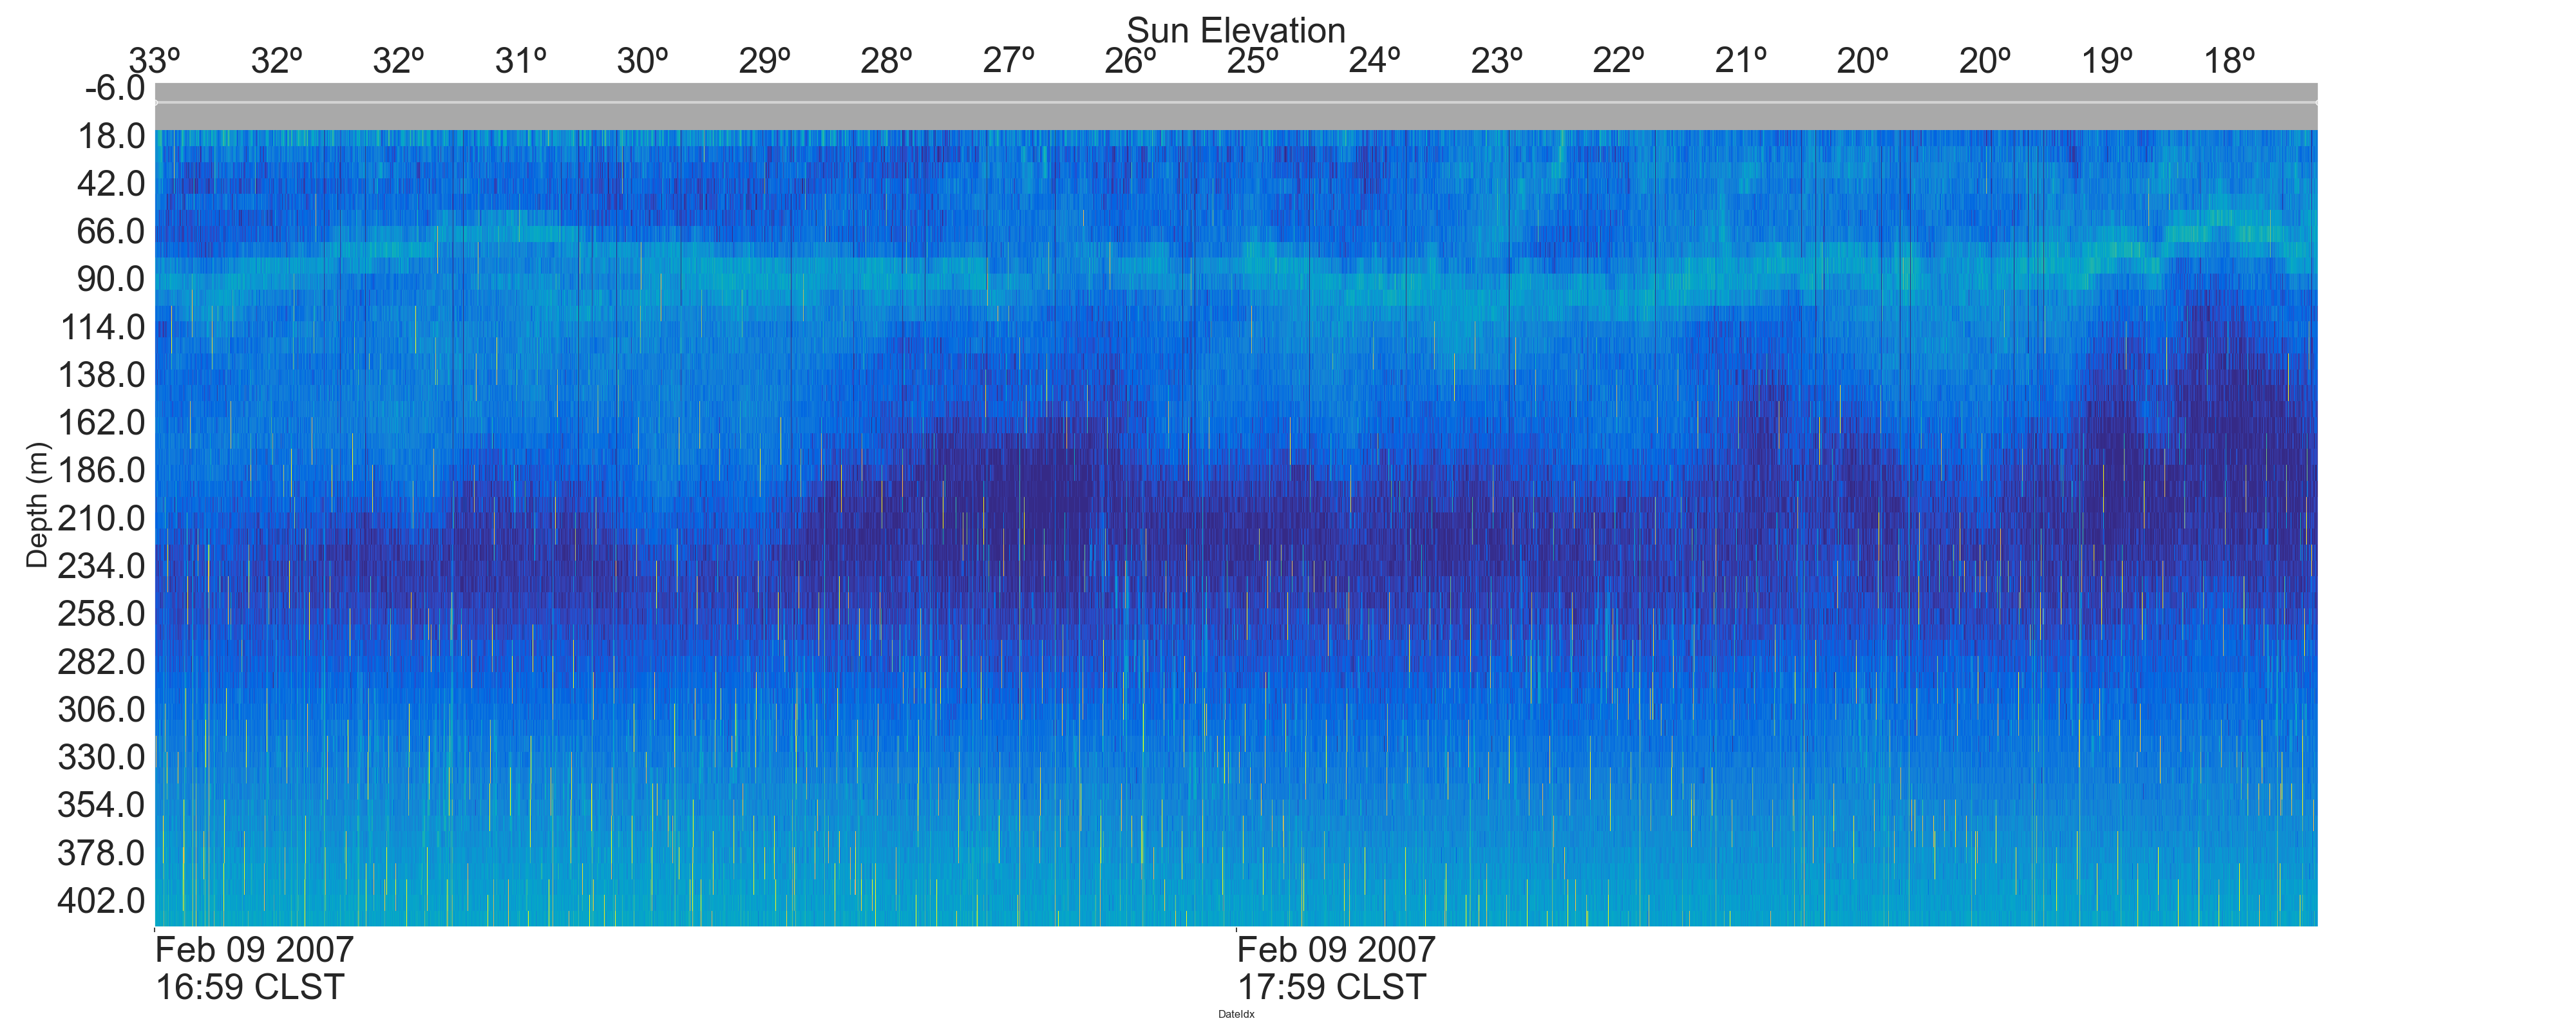 Sun Elevation
33º 32º 32º 31º 30º 29º 28º 27º 26º 25º 24º 23º 22º 21º 20º 20º 19º 18º
-6.0
18.0
42.0
66.0
90.0
114.0
138.0
162.0
186.0
210.0
234.0
258.0
282.0
306.0
330.0
354.0
378.0
402.0
Depth (m)
Feb 09 2007
16:59 CLST
Feb 09 2007
17:59 CLST
DateIdx